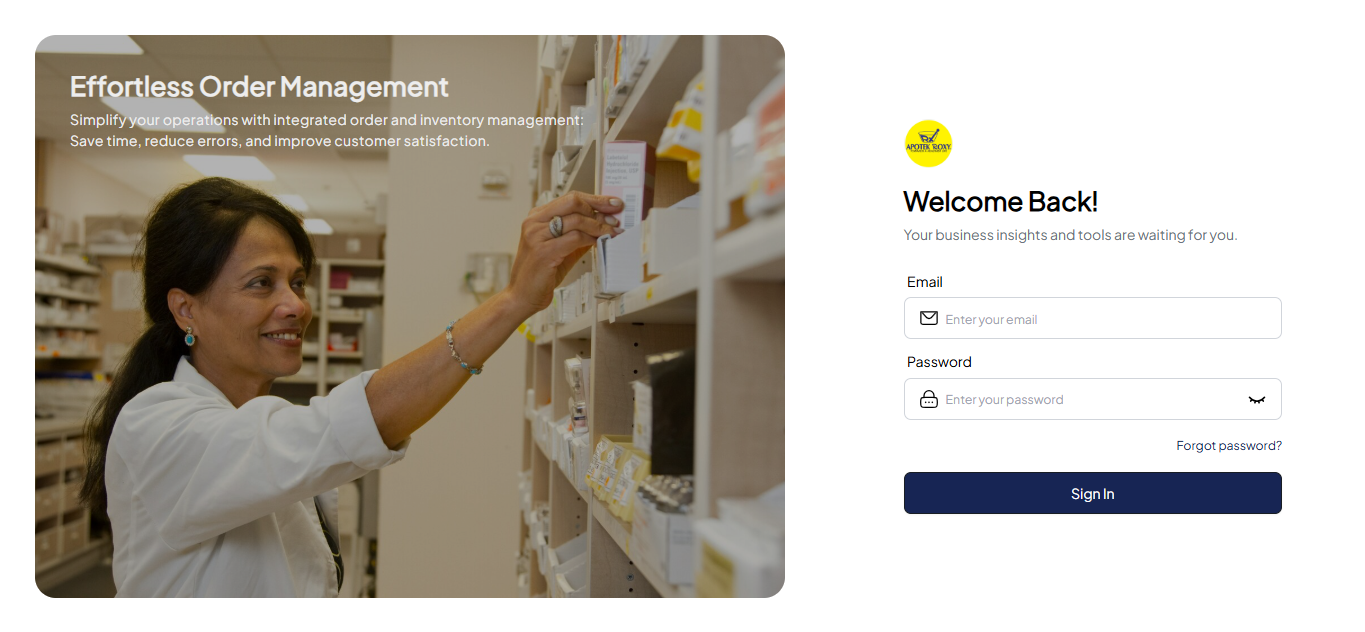 Effortless Order Management
Simplify your operations with integrated order and inventory management:
Save time, reduce errors, and improve customer satisfaction.
APOTEK ROXY
Welcome Back!
Your business insights and tools are waiting for you.
Email
Enter your email
Password
Enter your password
Forgot password?
Sign In